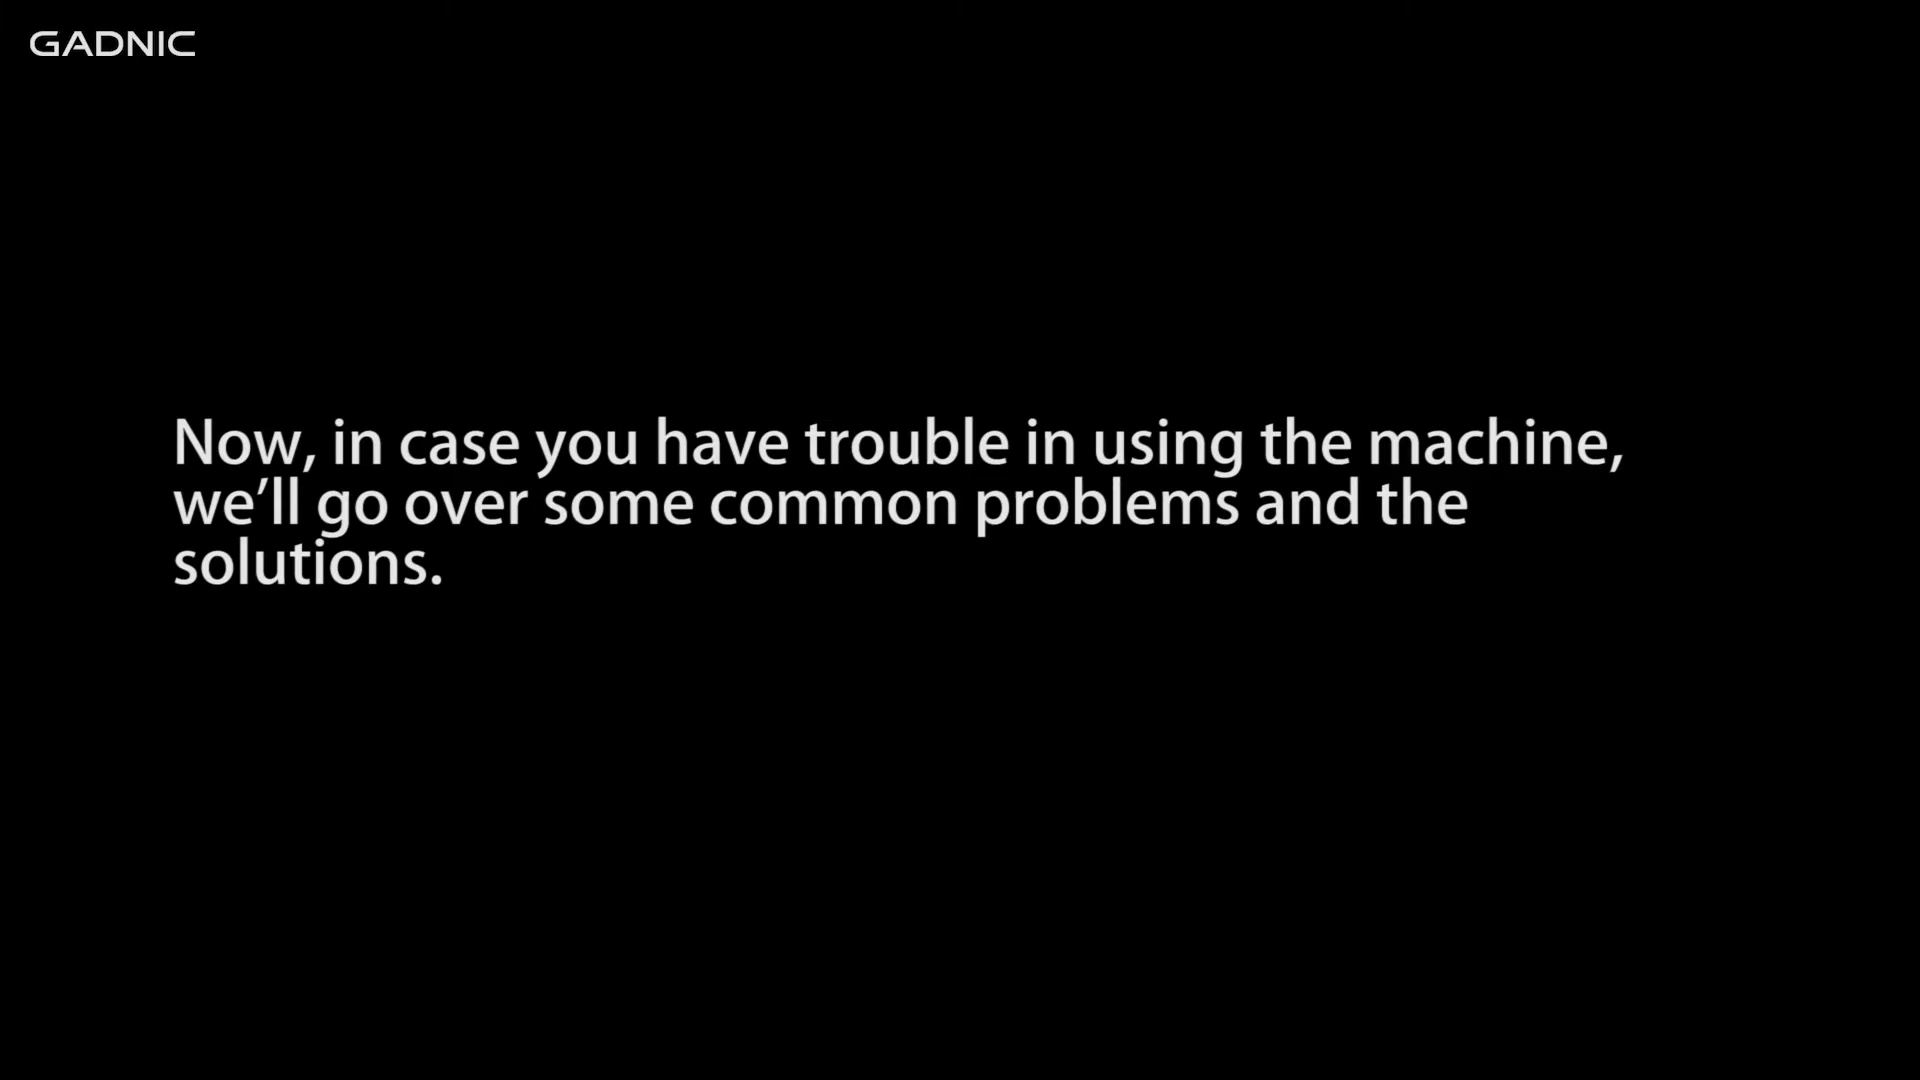 GADNIC
Now, in case you have trouble in using the machine,
we’ll go over some common problems and the
solutions.